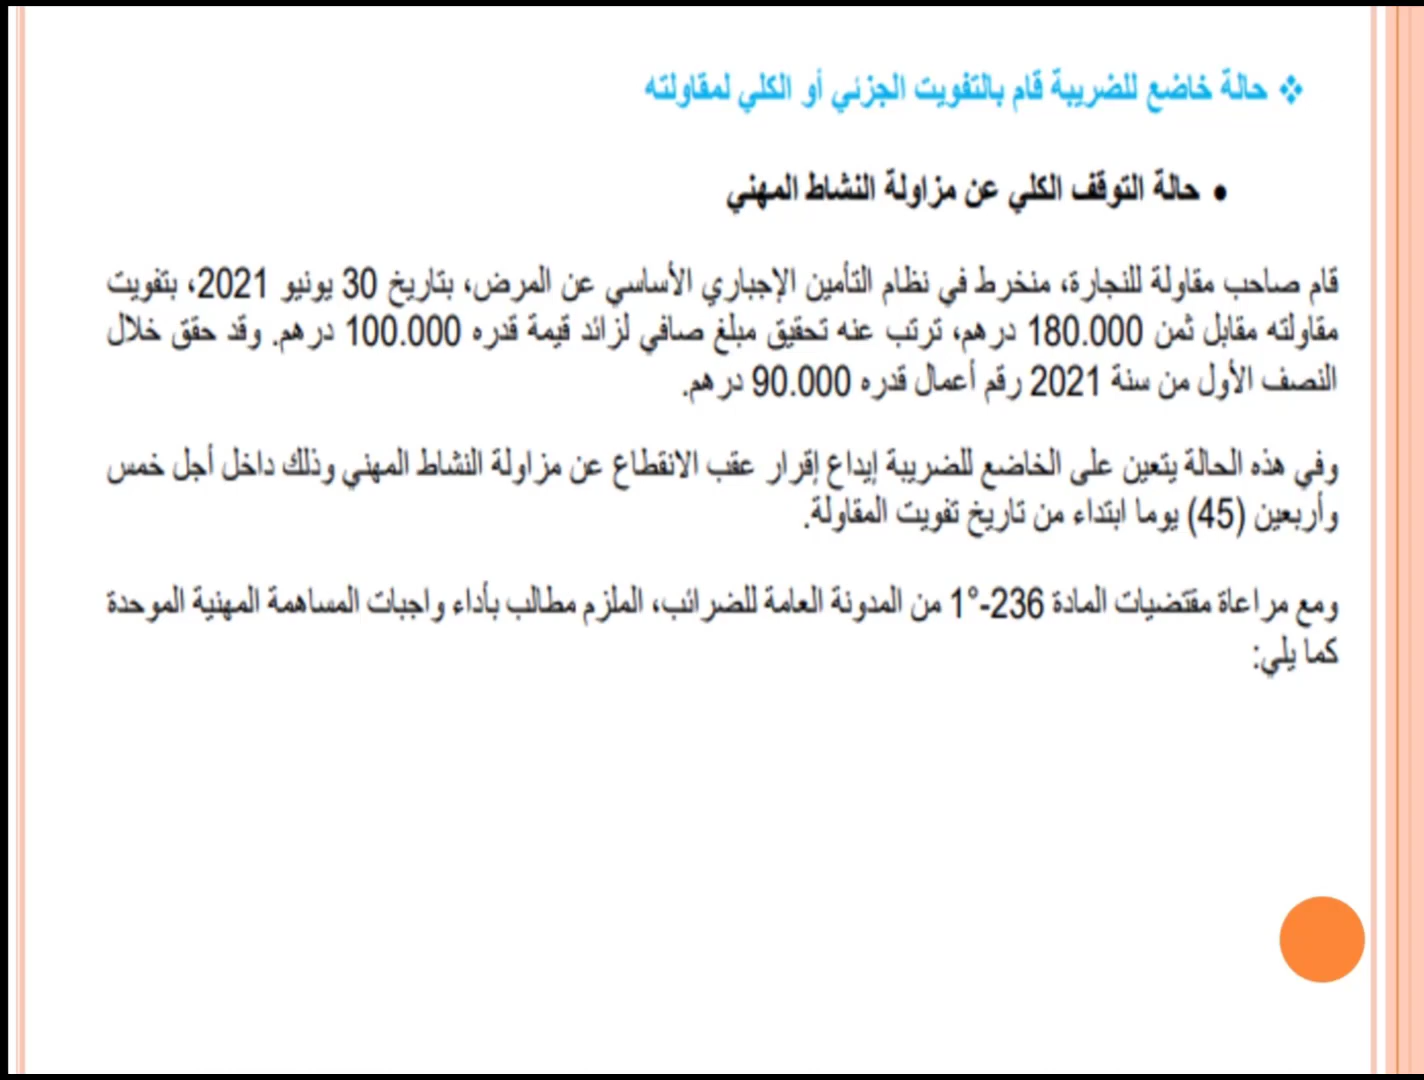 ❖ حالة خاضع للضريبة قام بالتفويت الجزئي أو الكلي لمقاولته
• حالة التوقف الكلي عن مزاولة النشاط المهني
قام صاحب مقاولة للنجارة، منخرط في نظام التأمين الإجباري الأساسي عن المرض، بتاريخ 30 يونيو 2021، بتفويت
مقاولته مقابل ثمن 180.000 درهم، ترتب عنه تحقيق مبلغ صافي لزائد قيمة قدره 100.000 درهم. وقد حقق خلال
النصف الأول من سنة 2021 رقم أعمال قدره 90.000 درهم.
وفي هذه الحالة يتعين على الخاضع للضريبة إيداع إقرار عقب الانقطاع عن مزاولة النشاط المهني وذلك داخل أجل خمس
وأربعين (45) يوما ابتداء من تاريخ تفويت المقاولة.
ومع مراعاة مقتضيات المادة 236-°1 من المدونة العامة للضرائب، الملزم مطالب بأداء واجبات المساهمة المهنية الموحدة
كما يلي: